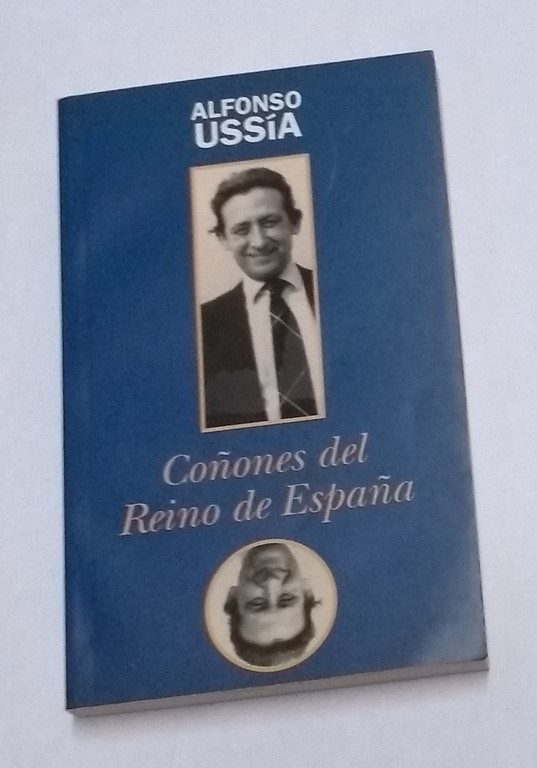 ALFONSO
USSíA
Coñones del
Reino de España